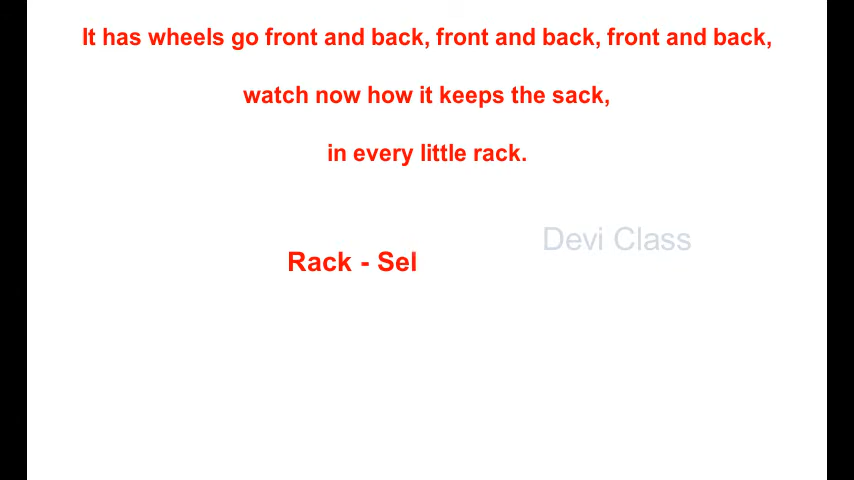 It has wheels go front and back, front and back, front and back,
watch now how it keeps the sack,
in every little rack.
Devi Class
Rack - Sel